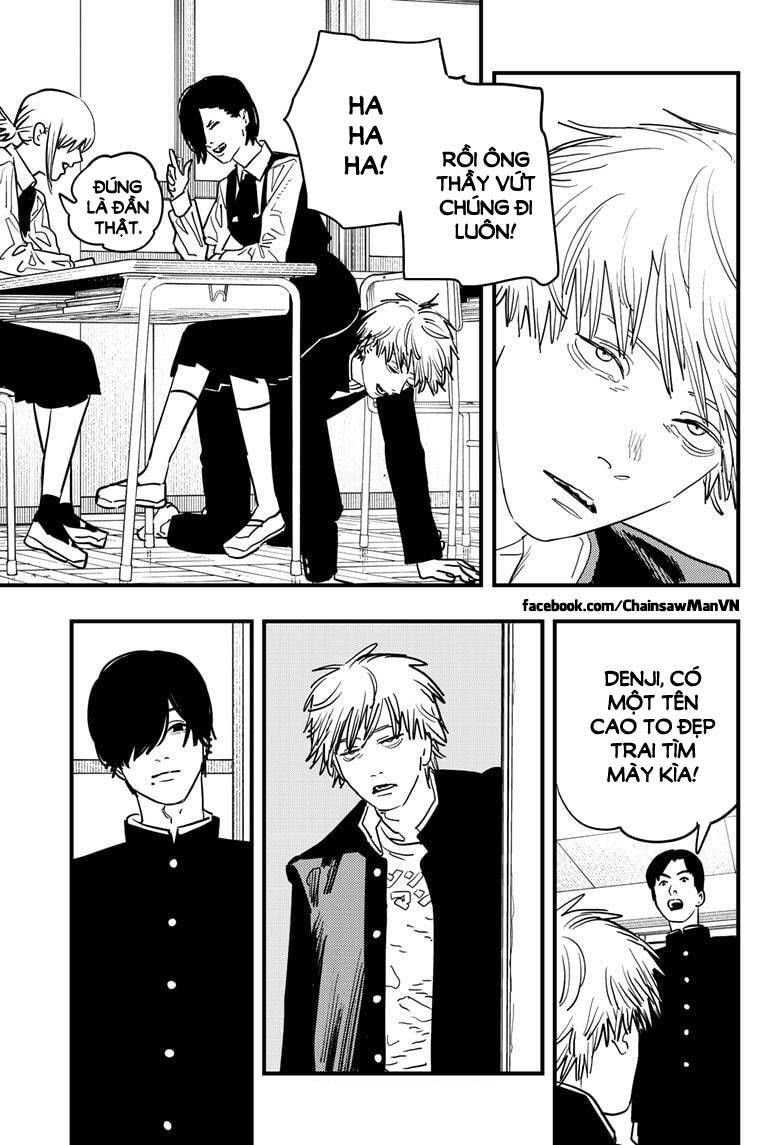 RỒI ÔNG
THẦY VỨT
CHÚNG ĐI
LUÔN!
HA
HA
HA!
ĐÚNG
LÀ ĐẦN
THẬT.
facebook.com/ChainsawManVN
DENJI, CÓ
MỘT TÊN
CAO TO ĐẸP
TRAI TÌM
MÀY KÌA!